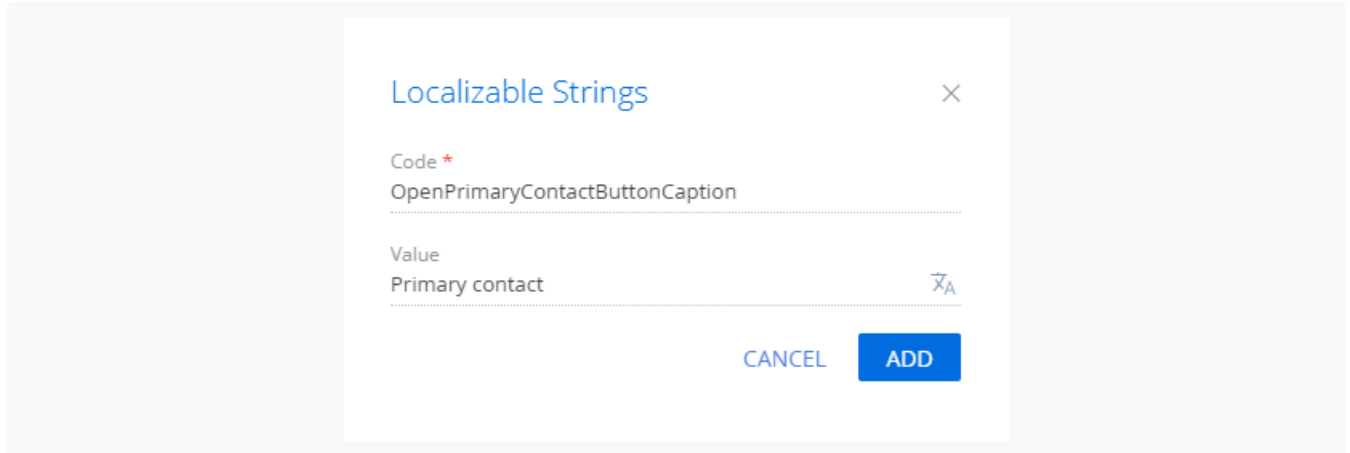 Localizable Strings
Code *
OpenPrimaryContactButtonCaption
Value
Primary contact
CANCEL ADD